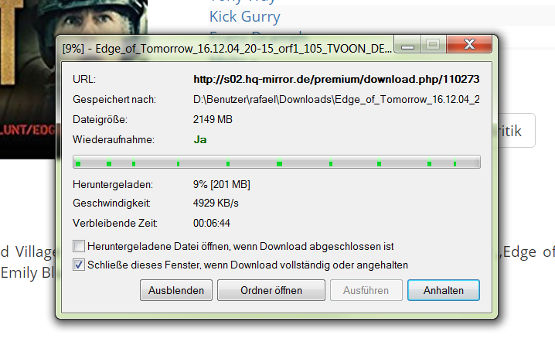 Kick Gurry
[9%] - Edge_of_Tomorrow_16.12.04_20-15_orf1_105_TVOON_DE...
URL: http://s02.hq-mirror.de/premium/download.php/110273
Gespeichert nach: D:\Benutzer\rafael\Downloads\Edge_of_Tomorrow_16.12.04_2
Dateigröße: 2149 MB
LUNT/EDG
Wiederaufnahme: Ja
ritik
Heruntergeladen: 9% [201 MB]
Geschwindigkeit: 4929 KB/s
Verbleibende Zeit: 00:06:44
d Village
Heruntergeladene Datei öffnen, wenn Download abgeschlossen ist
,Edge of
Emily Bl
Schließe dieses Fenster, wenn Download vollständig oder angehalten
Ausblenden Ordner öffnen Ausführen Anhalten